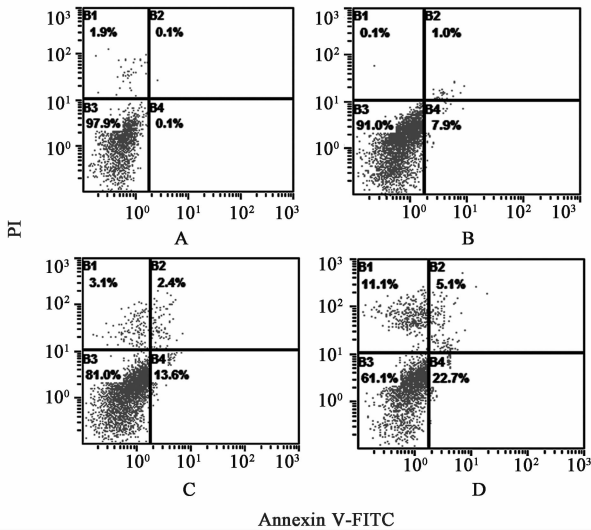 10³ B1 B2 10³ B1 B2
1.9% 0.1% 0.1% 1.0%
10² 10²
10¹ 10¹
B3 B4 B3 B4
97.9% 0.1% 91.0% 7.9%
10⁰ 10⁰
10⁰ 10¹ 10² 10³ 10⁰ 10¹ 10² 10³
A B
PI
10³ B1 B2 10³ B1 B2
3.1% 2.4% 11.1% 5.1%
10² 10²
10¹ 10¹
B3 B4 B3 B4
81.0% 13.6% 61.1% 22.7%
10⁰ 10⁰
10⁰ 10¹ 10² 10³ 10⁰ 10¹ 10² 10³
C D
Annexin V-FITC